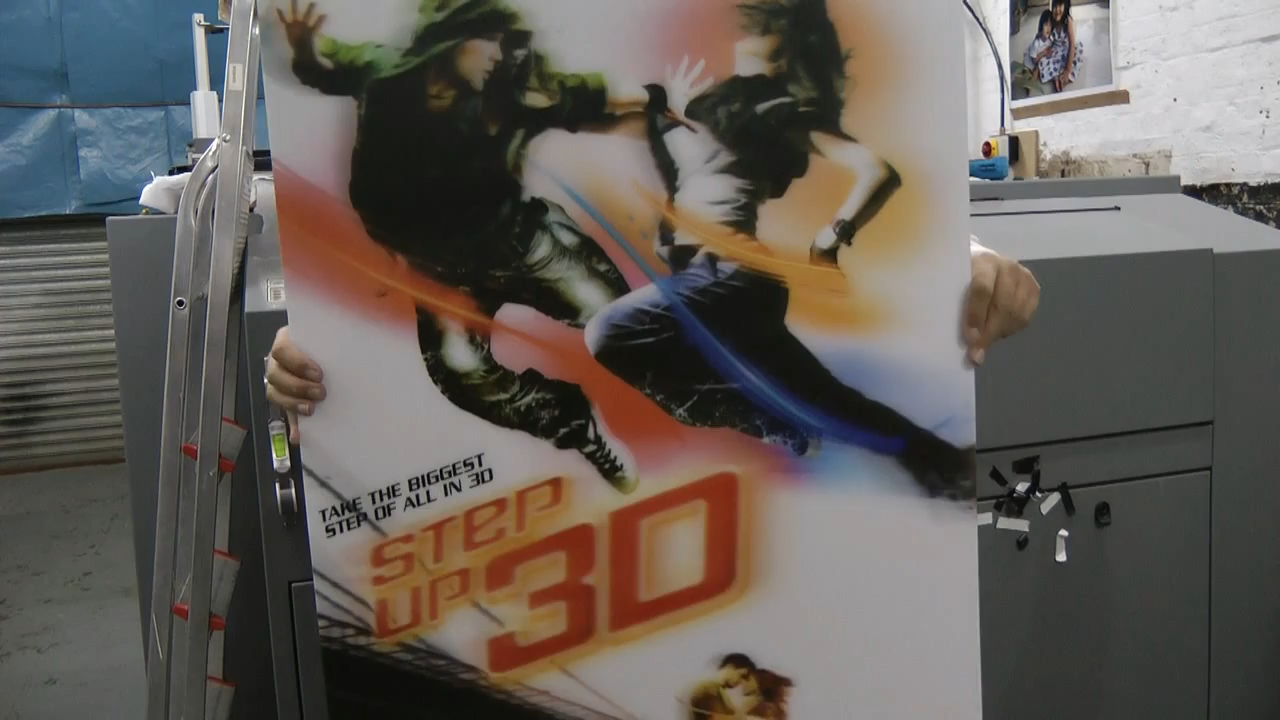 TAKE THE BIGGEST
STEP OF ALL IN 3D
STEP
UP 3D